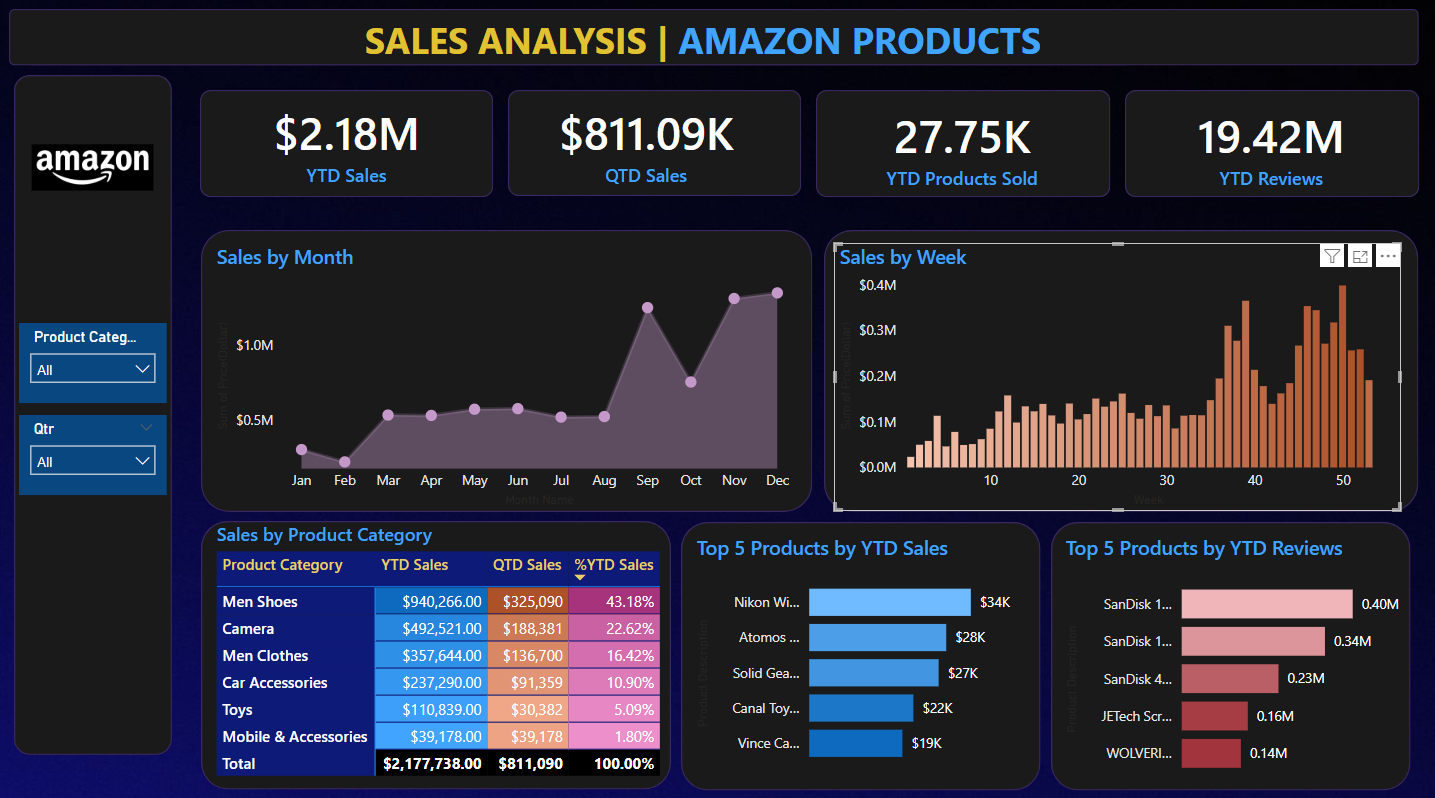 SALES ANALYSIS | AMAZON PRODUCTS
amazon
$2.18M
YTD Sales
$811.09K
QTD Sales
27.75K
YTD Products Sold
19.42M
YTD Reviews
Product Categ...
All
Qtr
All
Sales by Month
Sum of Price(Dollar)
$1.0M
$0.5M
Jan Feb Mar Apr May Jun Jul Aug Sep Oct Nov Dec
Month Name
Sales by Week
Sum of Price(Dollar)
$0.4M
$0.3M
$0.2M
$0.1M
$0.0M
10 20 30 40 50
Week
Sales by Product Category
Product Category YTD Sales QTD Sales %YTD Sales
Men Shoes $940,266.00 $325,090 43.18%
Camera $492,521.00 $188,381 22.62%
Men Clothes $357,644.00 $136,700 16.42%
Car Accessories $237,290.00 $91,359 10.90%
Toys $110,839.00 $30,382 5.09%
Mobile & Accessories $39,178.00 $39,178 1.80%
Total $2,177,738.00 $811,090 100.00%
Top 5 Products by YTD Sales
Product Description
Nikon Wi... $34K
Atomos ... $28K
Solid Gea... $27K
Canal Toy... $22K
Vince Ca... $19K
Top 5 Products by YTD Reviews
Product Description
SanDisk 1... 0.40M
SanDisk 1... 0.34M
SanDisk 4... 0.23M
JETech Scr... 0.16M
WOLVERI... 0.14M